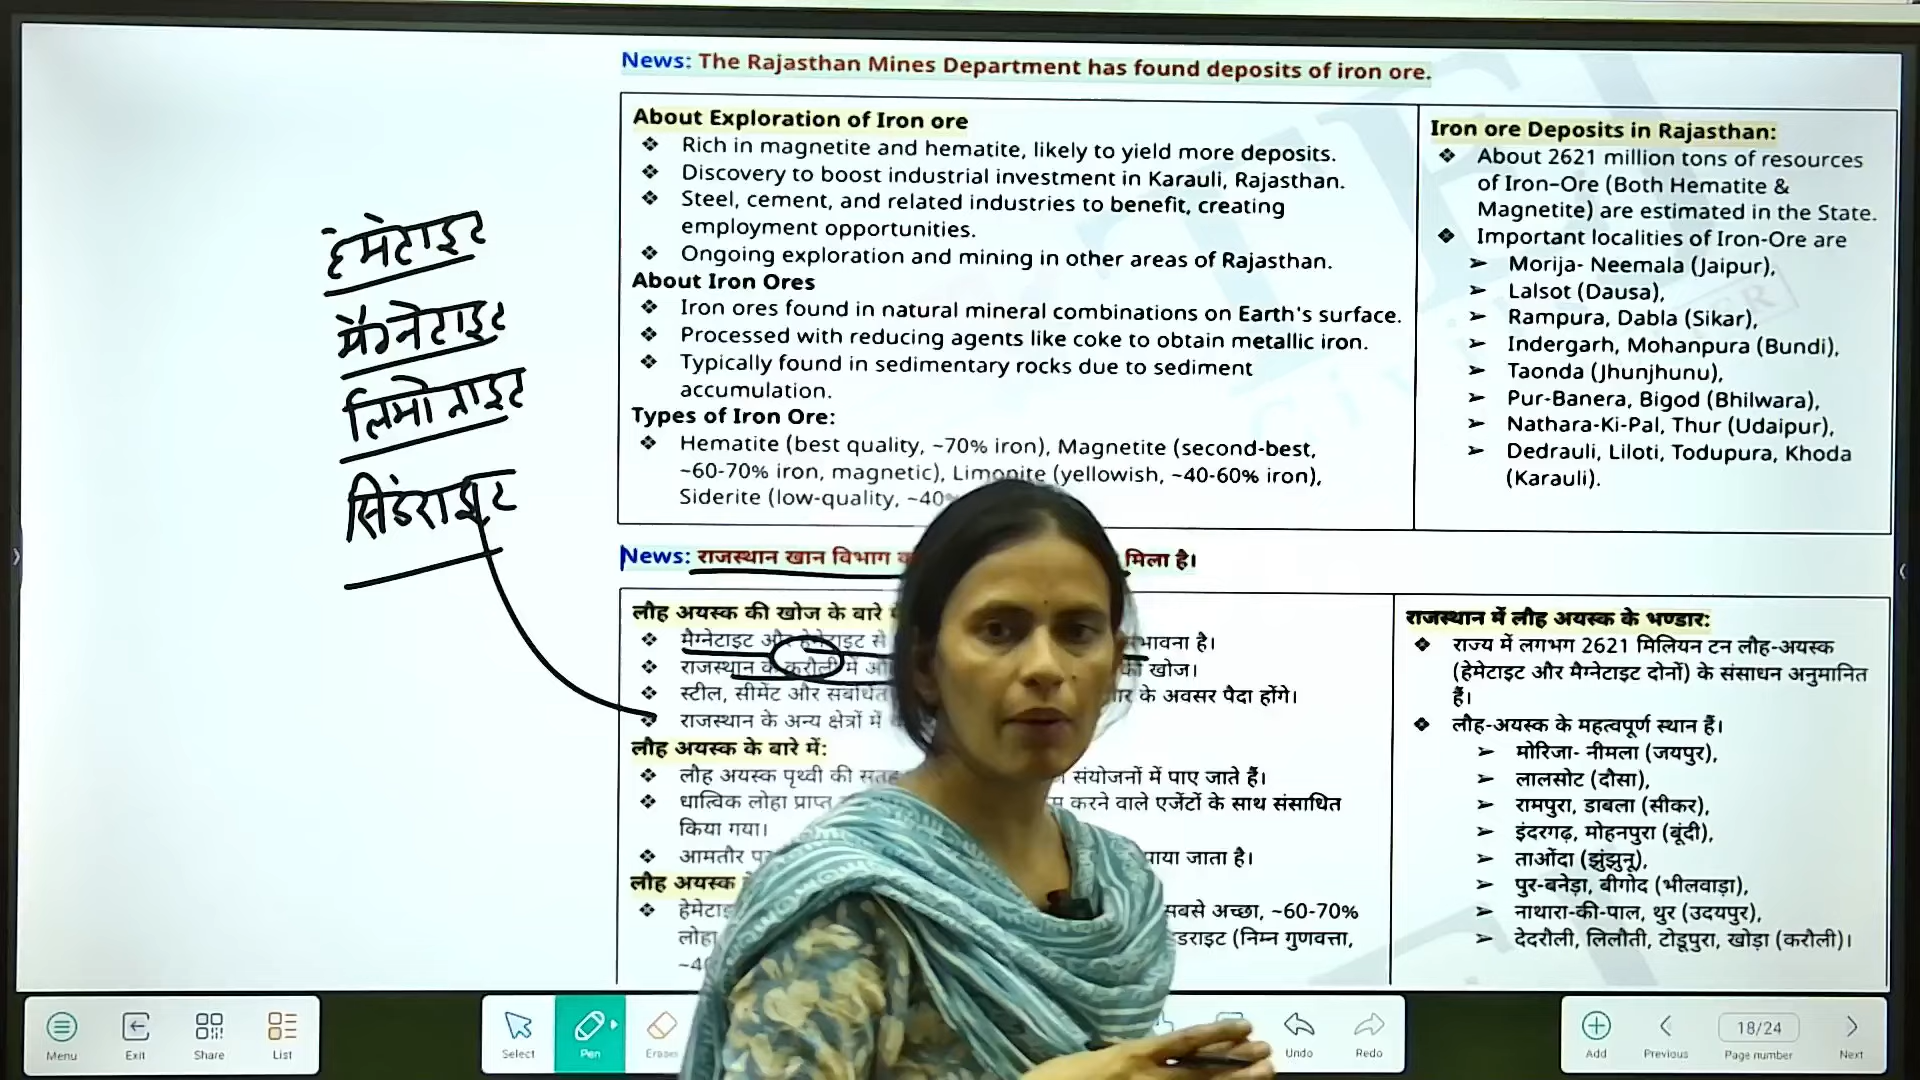 News: The Rajasthan Mines Department has found deposits of iron ore.
About Exploration of Iron ore
❖ Rich in magnetite and hematite, likely to yield more deposits.
❖ Discovery to boost industrial investment in Karauli, Rajasthan.
❖ Steel, cement, and related industries to benefit, creating
employment opportunities.
❖ Ongoing exploration and mining in other areas of Rajasthan.
About Iron Ores
❖ Iron ores found in natural mineral combinations on Earth's surface.
❖ Processed with reducing agents like coke to obtain metallic iron.
❖ Typically found in sedimentary rocks due to sediment
accumulation.
Types of Iron Ore:
❖ Hematite (best quality, ~70% iron), Magnetite (second-best,
~60-70% iron, magnetic), Limonite (yellowish, ~40-60% iron),
Siderite (low-quality, ~40%
Iron ore Deposits in Rajasthan:
❖ About 2621 million tons of resources
of Iron–Ore (Both Hematite &
Magnetite) are estimated in the State.
❖ Important localities of Iron-Ore are
➢ Morija- Neemala (Jaipur),
➢ Lalsot (Dausa),
➢ Rampura, Dabla (Sikar),
➢ Indergarh, Mohanpura (Bundi),
➢ Taonda (Jhunjhunu),
➢ Pur-Banera, Bigod (Bhilwara),
➢ Nathara-Ki-Pal, Thur (Udaipur),
➢ Dedrauli, Liloti, Todupura, Khoda
(Karauli).
हेमेटाइट
मैग्नेटाइट
लिमोनाइट
सिडेराइट
News: राजस्थान खान विभाग मिला है।
लौह अयस्क की खोज के बारे
❖ मैग्नेटाइट और हेमेटाइट से
❖ राजस्थान के करौली में खोज।
❖ स्टील, सीमेंट और संबंधित के अवसर पैदा होंगे।
❖ राजस्थान के अन्य क्षेत्रों में
लौह अयस्क के बारे में:
❖ लौह अयस्क पृथ्वी की सतह संयोजनों में पाए जाते हैं।
❖ धात्विक लोहा प्राप्त करने वाले एजेंटों के साथ संसाधित
किया गया।
❖ आमतौर जाता है।
लौह अयस्क
❖ सबसे अच्छा, ~60-70%
लोहा (निम्न गुणवत्ता,
राजस्थान में लौह अयस्क के भण्डार:
❖ राज्य में लगभग 2621 मिलियन टन लौह-अयस्क
(हेमेटाइट और मैग्नेटाइट दोनों) के संसाधन अनुमानित
हैं।
❖ लौह-अयस्क के महत्वपूर्ण स्थान हैं।
➢ मोरिजा- नीमला (जयपुर),
➢ लालसोट (दौसा),
➢ रामपुरा, डाबला (सीकर),
➢ इंदरगढ़, मोहनपुरा (बूंदी),
➢ ताओंदा (झुंझुनू),
➢ पुर-बनेड़ा, बीगोद (भीलवाड़ा),
➢ नाथारा-की-पाल, थुर (उदयपुर),
➢ देदरौली, लिलौती, टोडूपुरा, खोड़ा (करौली)।
Menu Exit Share List Select Pen Eraser Undo Redo Add Previous 18/24 Page number Next